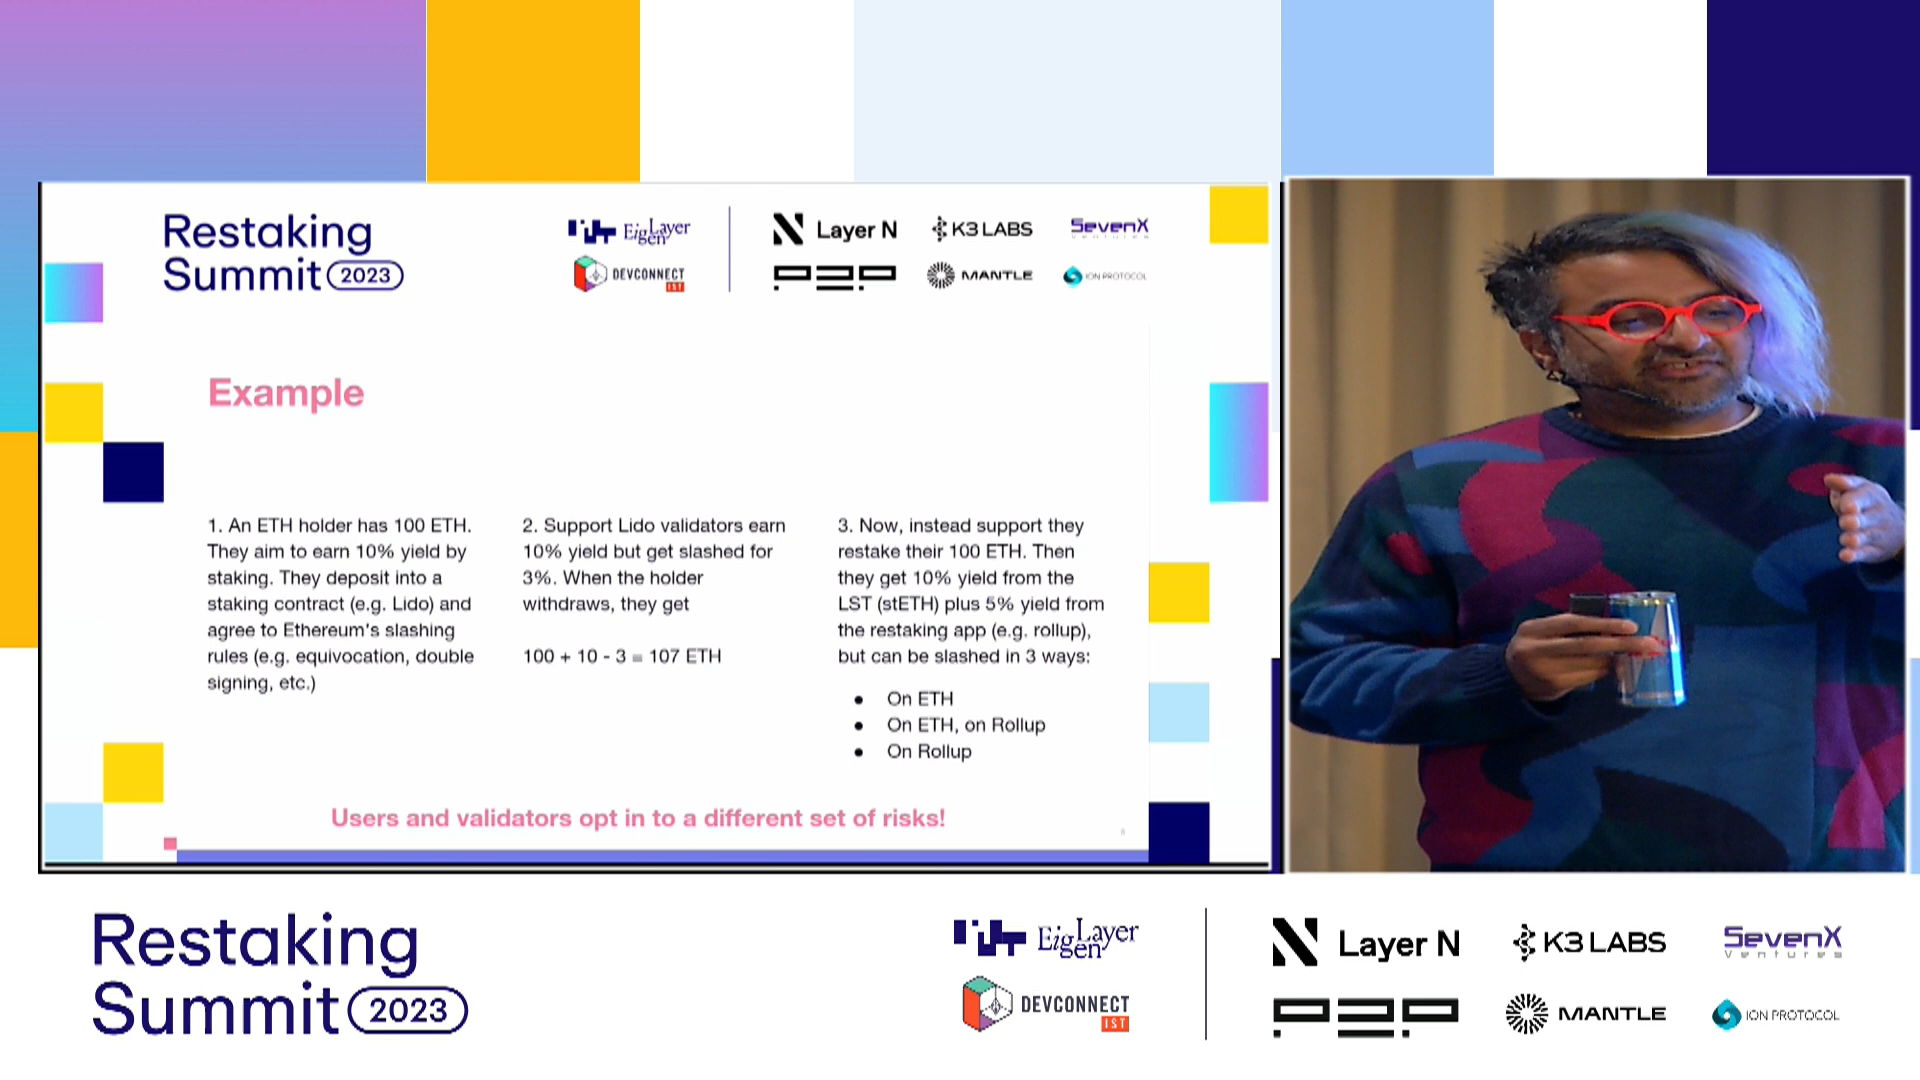 Restaking
Summit 2023
EigenLayer
DEVCONNECT
IST
Layer N
K3 LABS
SevenX
Ventures
P2P
MANTLE
ION PROTOCOL
Example
1. An ETH holder has 100 ETH.
They aim to earn 10% yield by
staking. They deposit into a
staking contract (e.g. Lido) and
agree to Ethereum's slashing
rules (e.g. equivocation, double
signing, etc.)
2. Support Lido validators earn
10% yield but get slashed for
3%. When the holder
withdraws, they get
100 + 10 - 3 = 107 ETH
3. Now, instead support they
restake their 100 ETH. Then
they get 10% yield from the
LST (stETH) plus 5% yield from
the restaking app (e.g. rollup),
but can be slashed in 3 ways:
● On ETH
● On ETH, on Rollup
● On Rollup
Users and validators opt in to a different set of risks!
8
Restaking
Summit 2023
EigenLayer
DEVCONNECT
IST
Layer N
K3 LABS
SevenX
Ventures
P2P
MANTLE
ION PROTOCOL